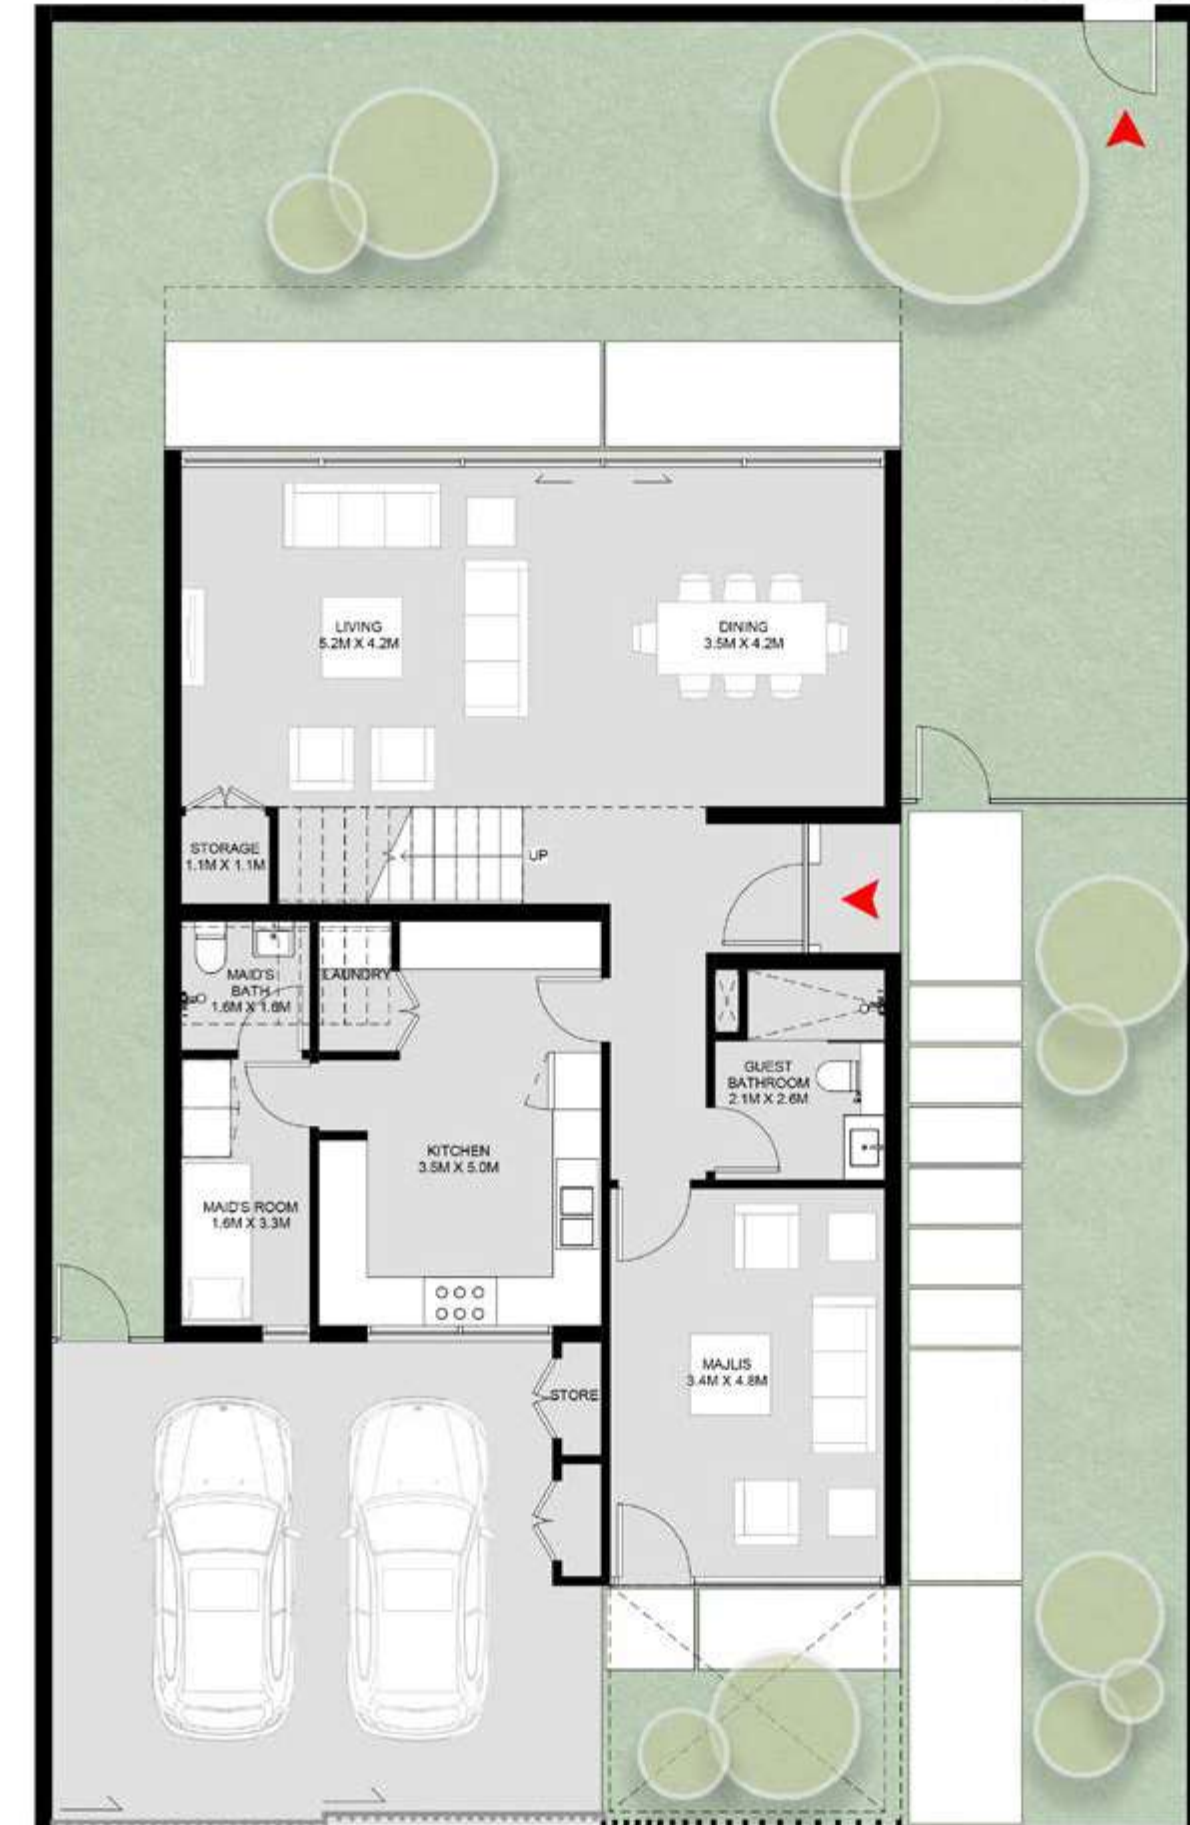 LIVING
5.2M X 4.2M
DINING
3.5M X 4.2M
STORAGE
1.1M X 1.1M
UP
MAID'S
BATH
1.6M X 1.6M
LAUNDRY
GUEST
BATHROOM
2.1M X 2.6M
KITCHEN
3.5M X 5.0M
MAID'S ROOM
1.6M X 3.3M
MAJLIS
3.4M X 4.8M
STORE